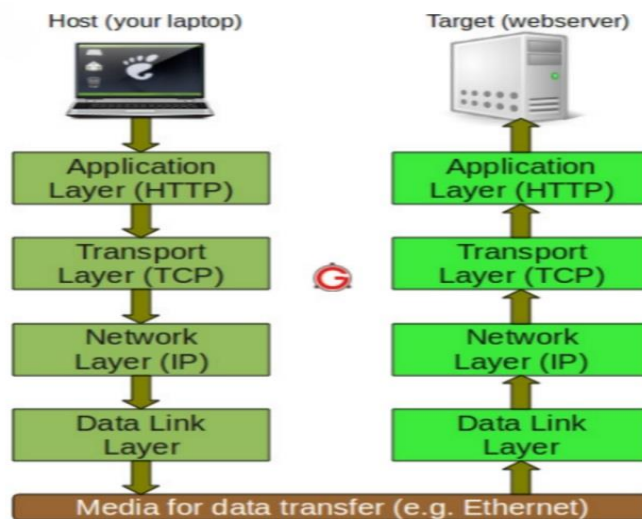 Host (your laptop)
Target (webserver)
Application
Layer (HTTP)
Transport
Layer (TCP)
Network
Layer (IP)
Data Link
Layer
Application
Layer (HTTP)
Transport
Layer (TCP)
Network
Layer (IP)
Data Link
Layer
G
Media for data transfer (e.g. Ethernet)